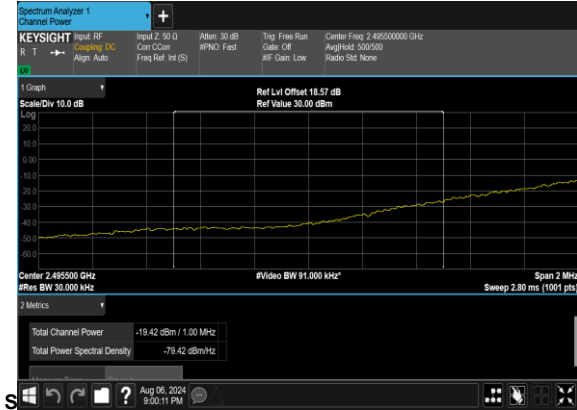 Spectrum Analyzer 1
Channel Power
+
KEYSIGHT
R T
LW
Input: RF
Coupling: DC
Align: Auto
Input Z: 50 Ω
Corr CCorr
Freq Ref: Int (S)
Atten: 30 dB
#PNO: Fast
Trig: Free Run
Gate: Off
#IF Gain: Low
Center Freq: 2.495500000 GHz
Avg|Hold: 500/500
Radio Std: None
1 Graph
Scale/Div 10.0 dB
Ref Lvl Offset 18.57 dB
Ref Value 30.00 dBm
Log
20.0
10.0
0.00
-10.0
-20.0
-30.0
-40.0
-50.0
-60.0
Center 2.495500 GHz
#Res BW 30.000 kHz
#Video BW 91.000 kHz*
Span 2 MHz
Sweep 2.80 ms (1001 pts)
2 Metrics
Total Channel Power -19.42 dBm / 1.00 MHz
Total Power Spectral Density -79.42 dBm/Hz
S
?
Aug 06, 2024
9:00:11 PM